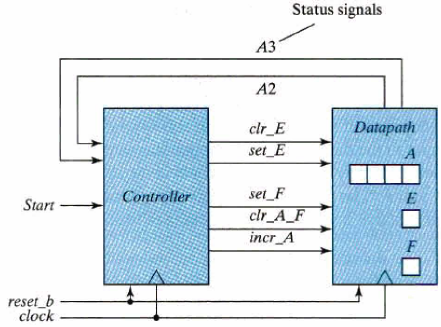 Status signals
A3
A2
clr_E
set_E
set_F
clr_A_F
incr_A
Start
Controller
Datapath
A
E
F
reset_b
clock